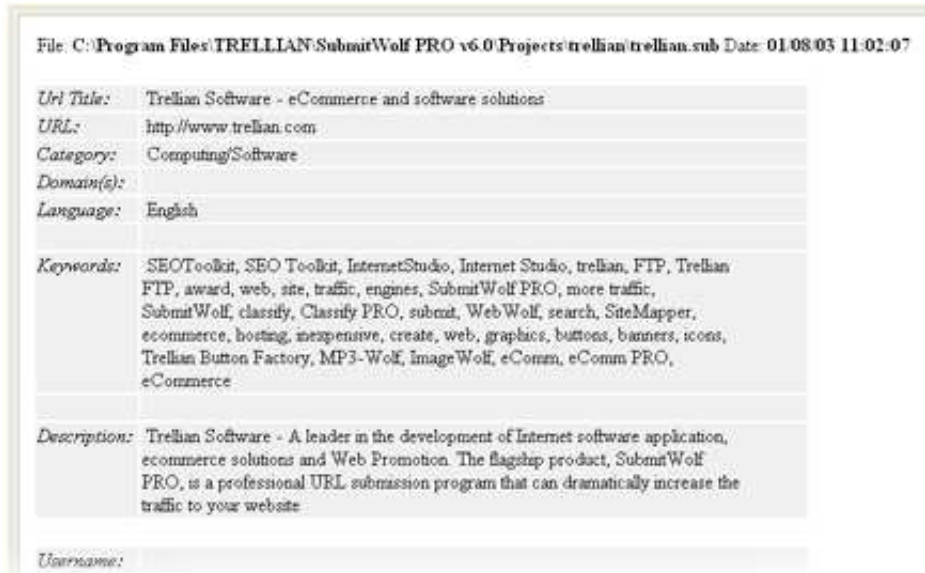 File: C:\Program Files\TRELLIAN\SubmitWolf PRO v6.0\Projects\trellian\trellian.sub Date: 01/08/03 11:02:07
Url Title: Trellian Software - eCommerce and software solutions
URL: http://www.trellian.com
Category: Computing/Software
Domain(s):
Language: English
Keywords: SEOToolkit, SEO Toolkit, InternetStudio, Internet Studio, trellian, FTP, Trellian
FTP, award, web, site, traffic, engines, SubmitWolf PRO, more traffic,
SubmitWolf, classify, Classify PRO, submit, WebWolf, search, SiteMapper,
ecommerce, hosting, inexpensive, create, web, graphics, buttons, banners, icons,
Trellian Button Factory, MP3-Wolf, ImageWolf, eComm, eComm PRO,
eCommerce
Description: Trellian Software - A leader in the development of Internet software application,
ecommerce solutions and Web Promotion. The flagship product, SubmitWolf
PRO, is a professional URL submission program that can dramatically increase the
traffic to your website
Username: